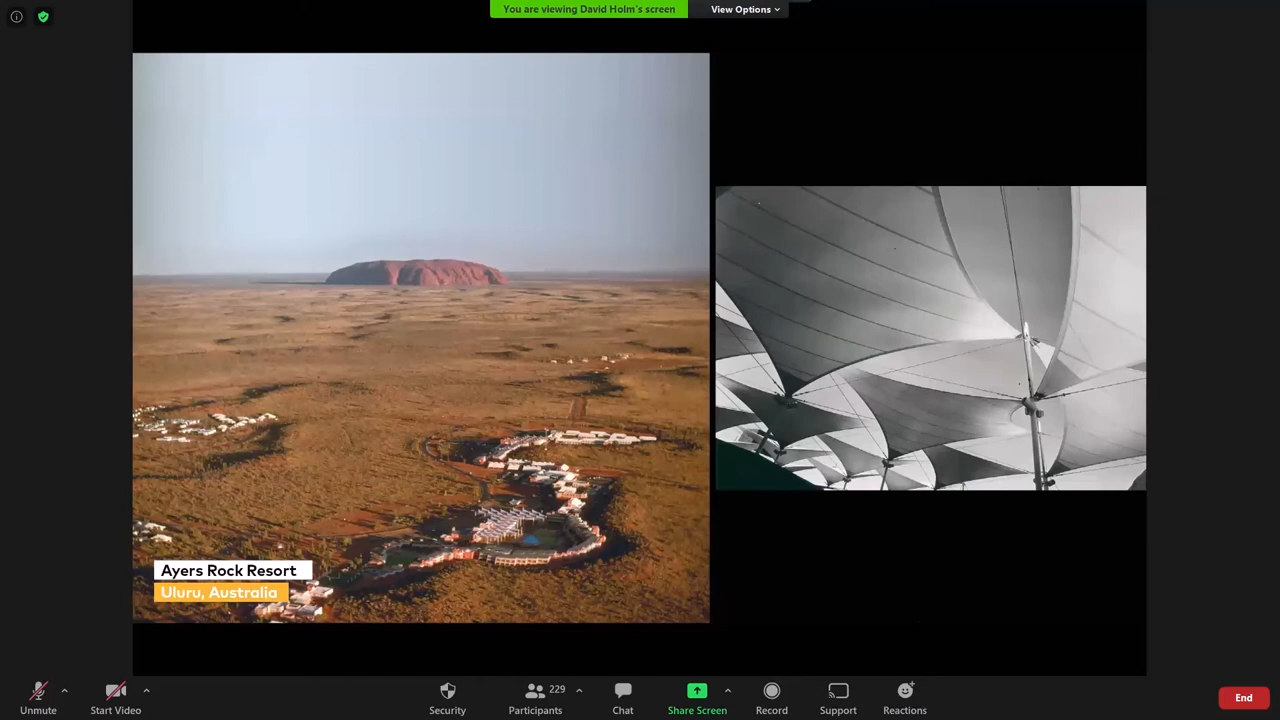 You are viewing David Holm's screen
View Options
Ayers Rock Resort
Uluru, Australia
Unmute
Start Video
Security
Participants
229
Chat
Share Screen
Record
Support
Reactions
End